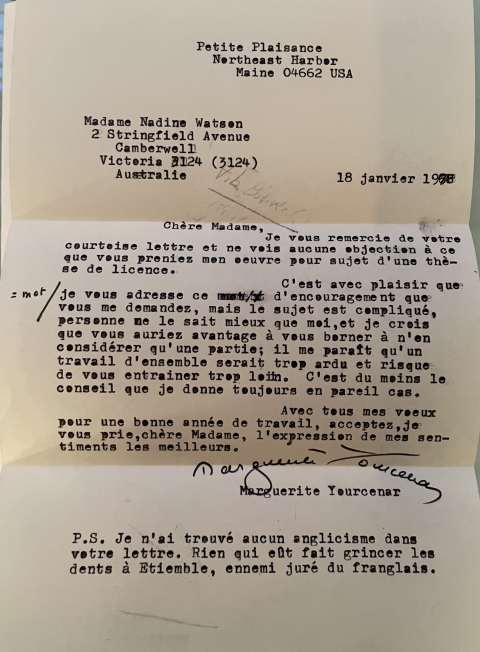 Petite Plaisance
Northeast Harbor
Maine 04662 USA
Madame Nadine Watson
2 Stringfield Avenue
Camberwell
Victoria 3124 (3124)
Australie
18 janvier 19
Chère Madame,
Je vous remercie de votre
courtoise lettre et ne vois aucune objection à ce
que vous preniez mon oeuvre pour sujet d'une thè-
se de licence.
C'est avec plaisir que
= mot / je vous adresse ce d'encouragement que
vous me demandez, mais le sujet est compliqué,
personne ne le sait mieux que moi,et je crois
que vous auriez avantage à vous borner à n'en
considérer qu'une partie; il me paraît qu'un
travail d'ensemble serait trop ardu et risque
de vous entrainer trop loin. C'est du moins le
conseil que je donne toujours en pareil cas.
Avec tous mes voeux
pour une bonne année de travail, acceptez,je
vous prie,chère Madame, l'expression de mes sen-
timents les meilleurs.
Marguerite Yourcenar
Marguerite Yourcenar
P.S. Je n'ai trouvé aucun anglicisme dans
votre lettre. Rien qui eût fait grincer les
dents à Etiemble, ennemi juré du franglais.